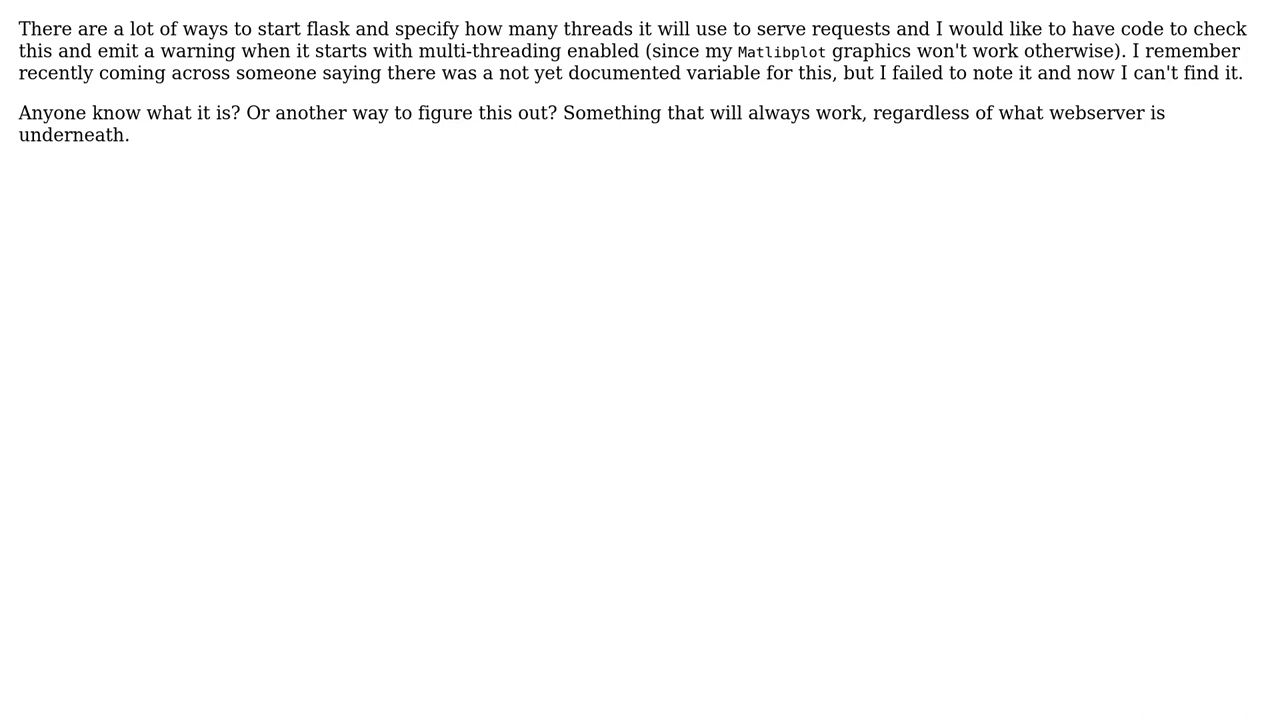 There are a lot of ways to start flask and specify how many threads it will use to serve requests and I would like to have code to check
this and emit a warning when it starts with multi-threading enabled (since my Matlibplot graphics won't work otherwise). I remember
recently coming across someone saying there was a not yet documented variable for this, but I failed to note it and now I can't find it.
Anyone know what it is? Or another way to figure this out? Something that will always work, regardless of what webserver is
underneath.